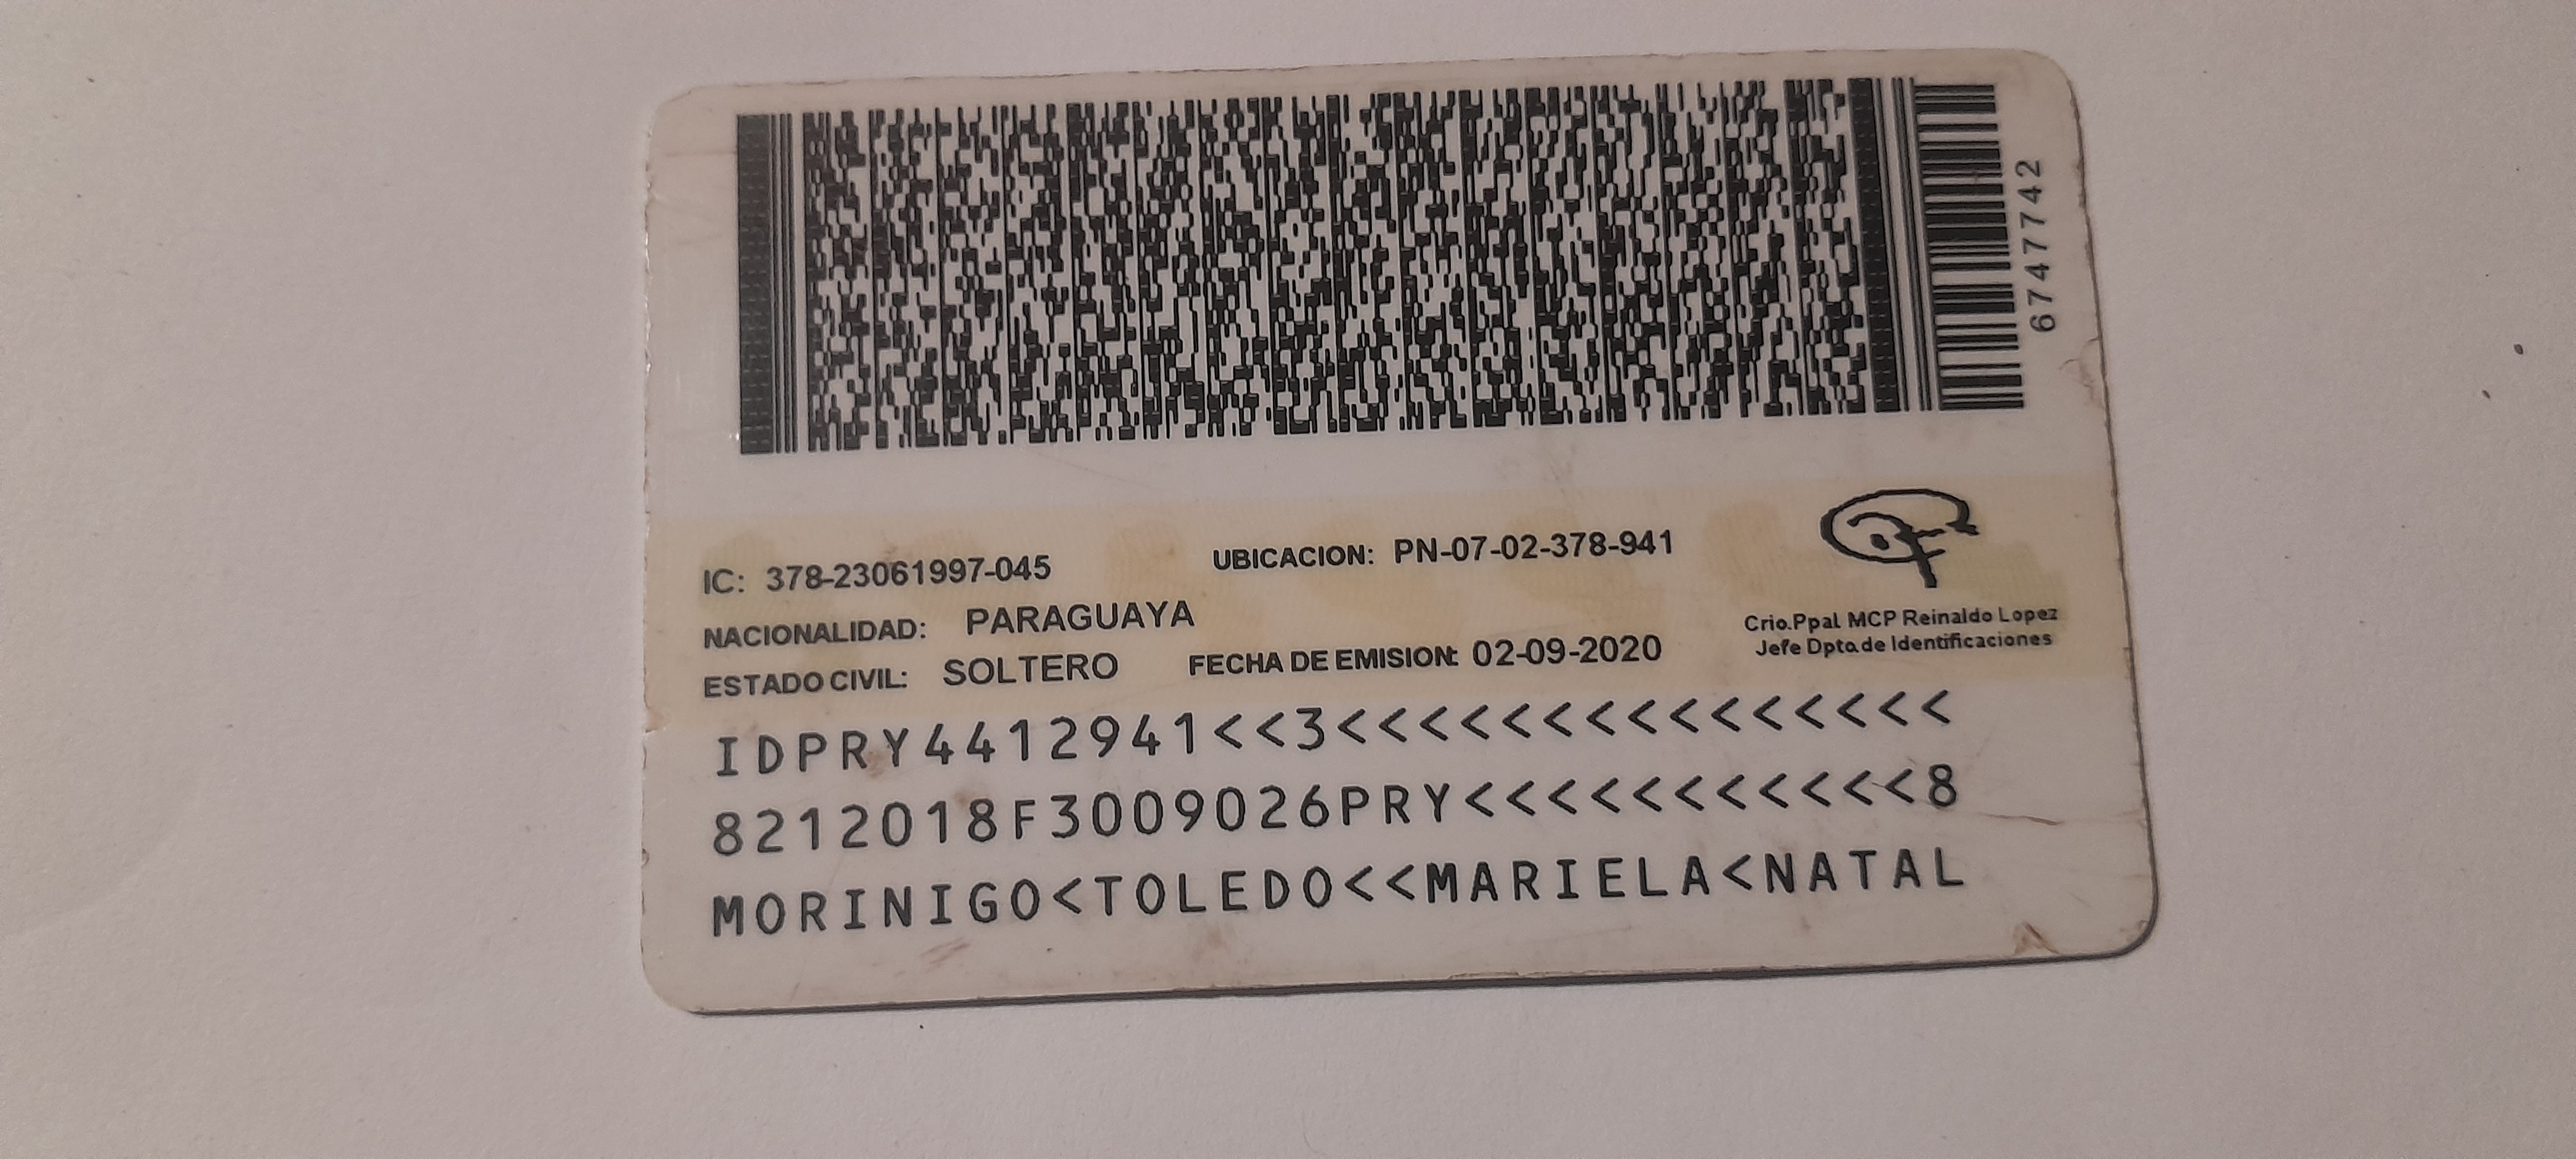 6747742
IC: 378-23061997-045 UBICACION: PN-07-02-378-941
NACIONALIDAD: PARAGUAYA
ESTADO CIVIL: SOLTERO FECHA DE EMISION: 02-09-2020
Crio.Ppal MCP Reinaldo Lopez
Jefe Dpto.de Identificaciones
IDPRY4412941<<3<<<<<<<<<<<<<<<
8212018F3009026PRY<<<<<<<<<<<8
MORINIGO<TOLEDO<<MARIELA<NATAL